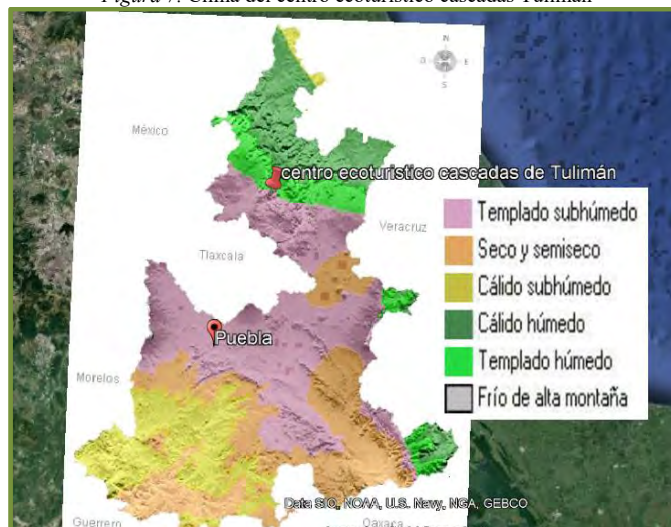 Figura 7. Clima del centro ecoturístico cascadas Tulimán
N
O
E
S
México
centro ecoturistico cascadas de Tulimán
Veracruz
Tlaxcala
Templado subhúmedo
Seco y semiseco
Cálido subhúmedo
Cálido húmedo
Templado húmedo
Frío de alta montaña
Puebla
Morelos
Data SIO, NOAA, U.S. Navy, NGA, GEBCO
Guerrero
Oaxaca